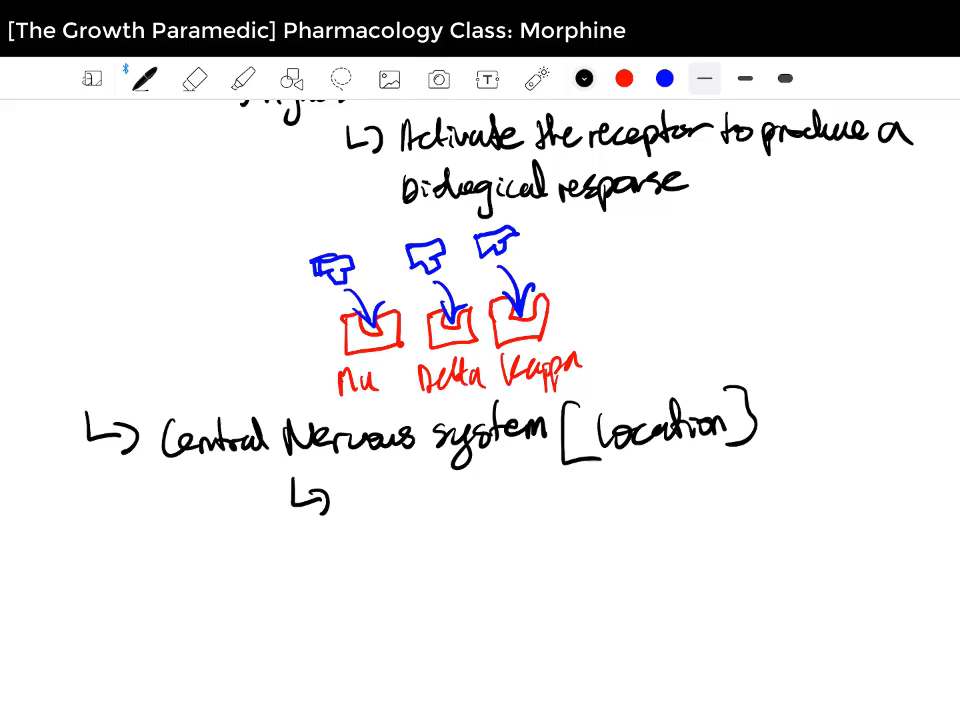 [The Growth Paramedic] Pharmacology Class: Morphine
↳ Activate the receptor to produce a
biological response
Mu Delta Kappa
↳ Central Nervous system [Location]
↳